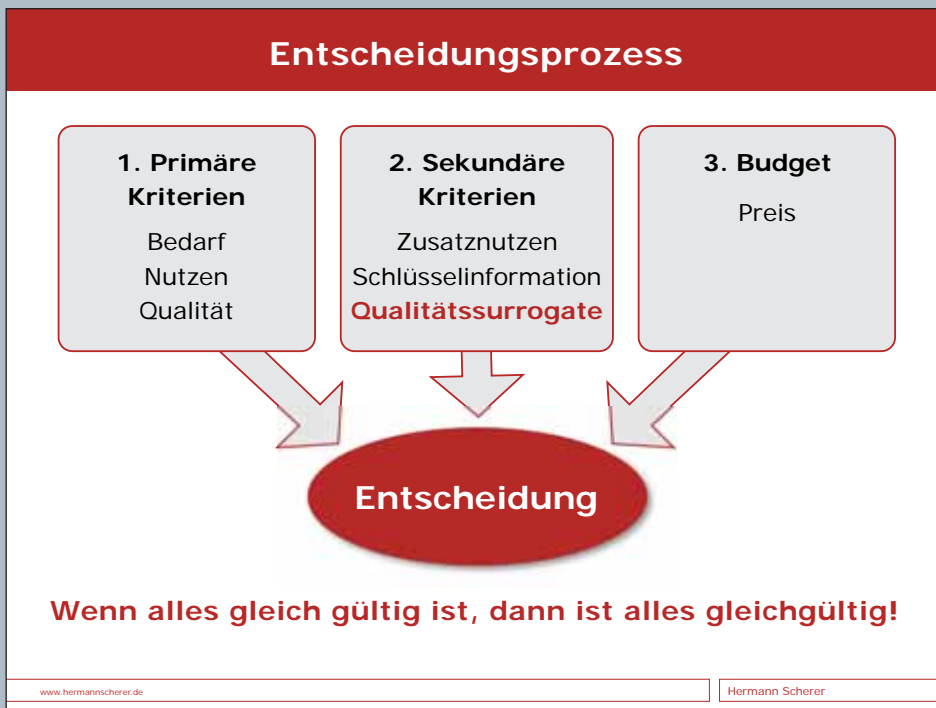 Entscheidungsprozess
1. Primäre
Kriterien
Bedarf
Nutzen
Qualität
2. Sekundäre
Kriterien
Zusatznutzen
Schlüsselinformation
Qualitätssurrogate
3. Budget
Preis
Entscheidung
Wenn alles gleich gültig ist, dann ist alles gleichgültig!
www.hermannscherer.de
Hermann Scherer